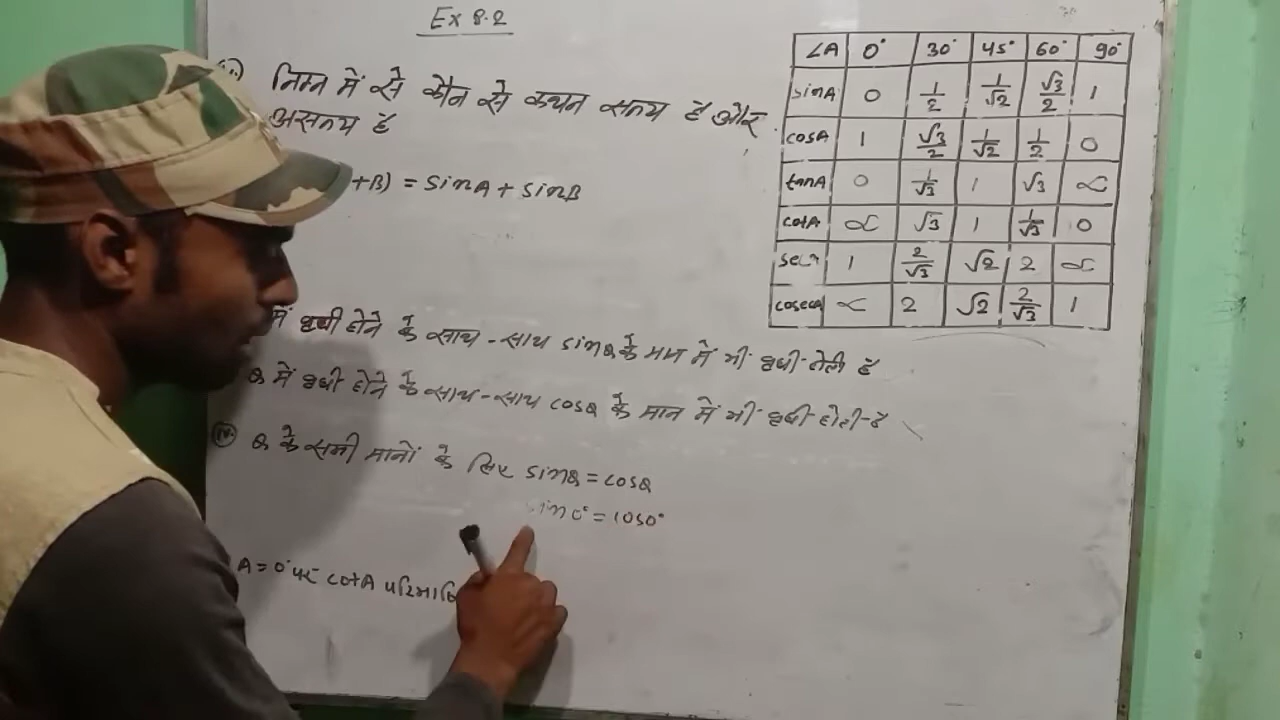 Ex 8.2
निम्न में से कौन से कथन सत्य है और
असत्य है
+B) = sinA + sinB
में वृधी होने के साथ-साथ sinθ के मान में भी वृधी होती है
θ में वृधी होने के साथ-साथ cosθ के मान में भी वृधी होती है
iv. θ के सभी मानों के लिए sinθ = cosθ
sin0° = cos0°
A = 0° पर cotA
∠A 0° 30° 45° 60° 90°
sinA 0 1/2 1/√2 √3/2 1
cosA 1 √3/2 1/√2 1/2 0
tanA 0 1/√3 1 √3 ∝
cotA ∝ √3 1 1/√3 0
sec 1 2/√3 √2 2 ∝
cosecA ∝ 2 √2 2/√3 1